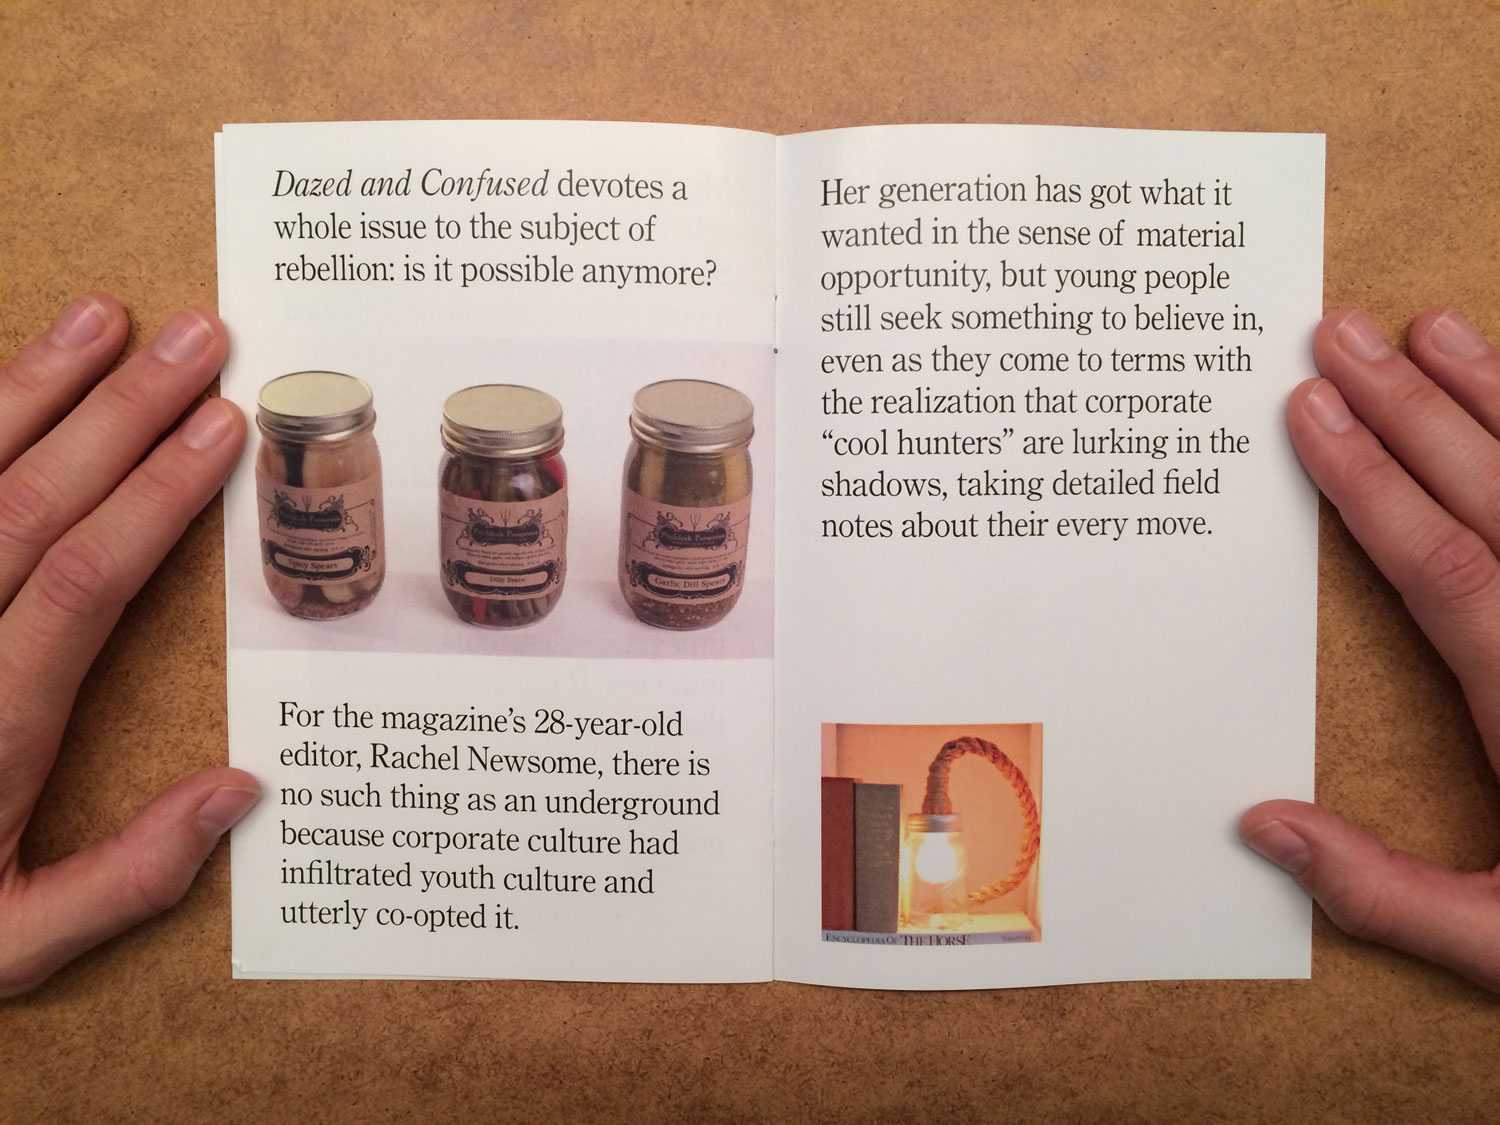 Dazed and Confused devotes a
whole issue to the subject of
rebellion: is it possible anymore?
Spicy Spears
Dilly Beans
Pitchfork Preserves
Garlic Dill Spears
For the magazine’s 28-year-old
editor, Rachel Newsome, there is
no such thing as an underground
because corporate culture had
infiltrated youth culture and
utterly co-opted it.
Her generation has got what it
wanted in the sense of material
opportunity, but young people
still seek something to believe in,
even as they come to terms with
the realization that corporate
“cool hunters” are lurking in the
shadows, taking detailed field
notes about their every move.
ENCYCLOPEDIA OF THE HORSE